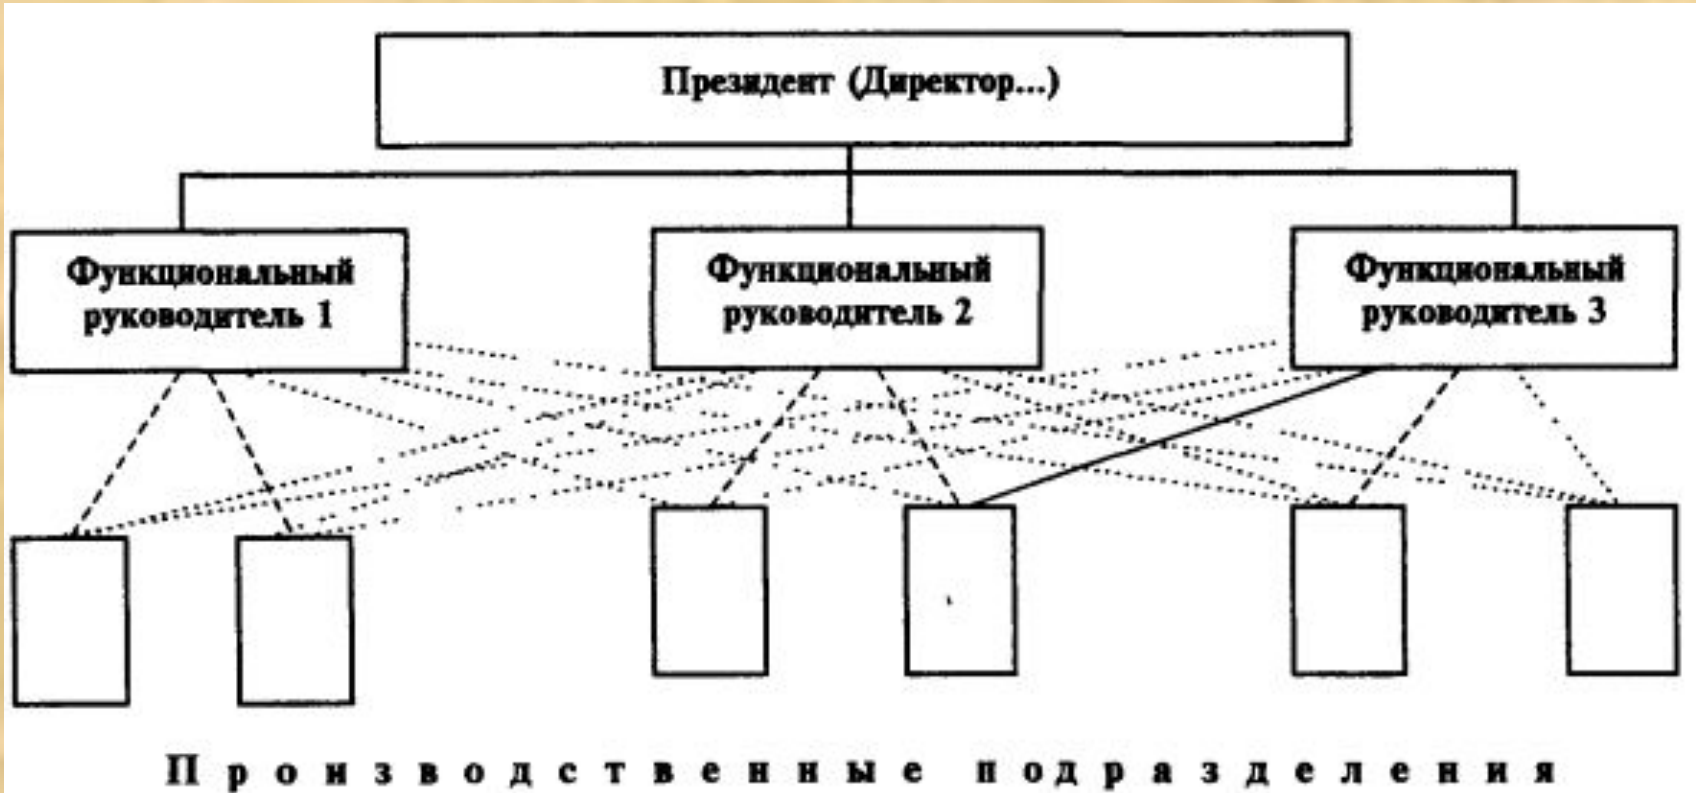 Президент (Директор...)
Функциональный
руководитель 1
Функциональный
руководитель 2
Функциональный
руководитель 3
Производственные подразделения